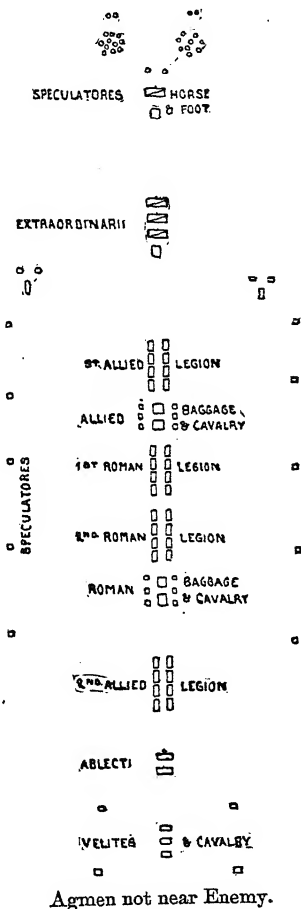 SPECULATORES HORSE
& FOOT.
EXTRAORDINARII
ST. ALLIED LEGION
ALLIED BAGGAGE
& CAVALRY
1ST ROMAN LEGION
SPECULATORES
2ND. ROMAN LEGION
ROMAN BAGGAGE
& CAVALRY
2ND. ALLIED LEGION
ABLECTI
VELITES & CAVALRY
Agmen not near Enemy.